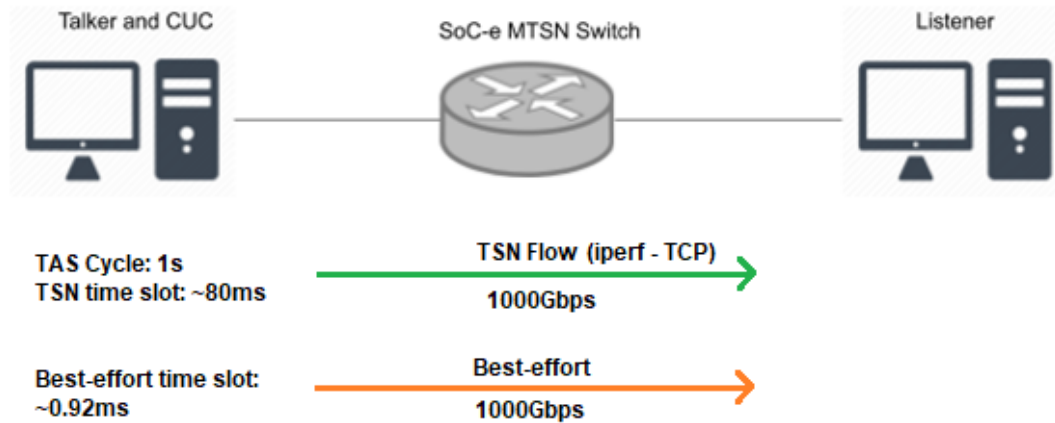 Talker and CUC
SoC-e MTSN Switch
Listener
TAS Cycle: 1s
TSN time slot: ~80ms
TSN Flow (iperf - TCP)
1000Gbps
Best-effort time slot:
~0.92ms
Best-effort
1000Gbps